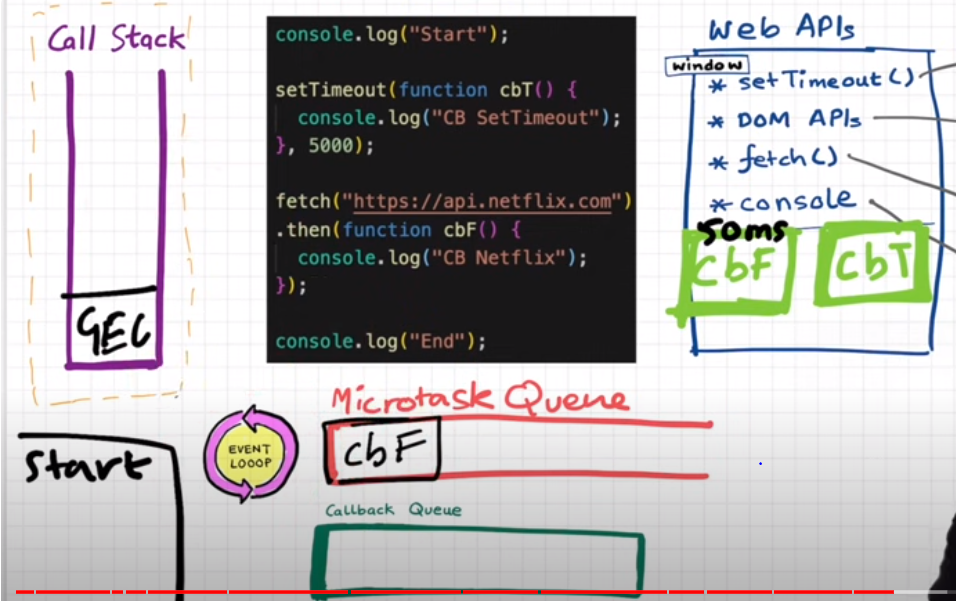 Call Stack
GEC
console.log("Start");
setTimeout(function cbT() {
console.log("CB SetTimeout");
}, 5000);
fetch("https://api.netflix.com")
.then(function cbF() {
console.log("CB Netflix");
});
console.log("End");
Web APIs
window
* setTimeout()
* DOM APIs
* fetch()
* console
50ms
cbF cbT
Start
EVENT
LOOOP
Microtask Queue
cbF
Callback Queue